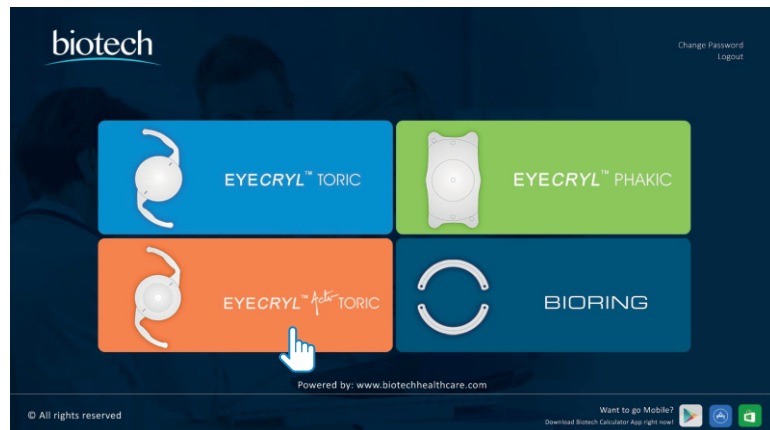 biotech
Change Password
Logout
EYECRYL™ TORIC
EYECRYL™ PHAKIC
EYECRYL™ Actv TORIC
BIORING
Powered by: www.biotechhealthcare.com
© All rights reserved
Want to go Mobile?
Download Biotech Calculator App right now!